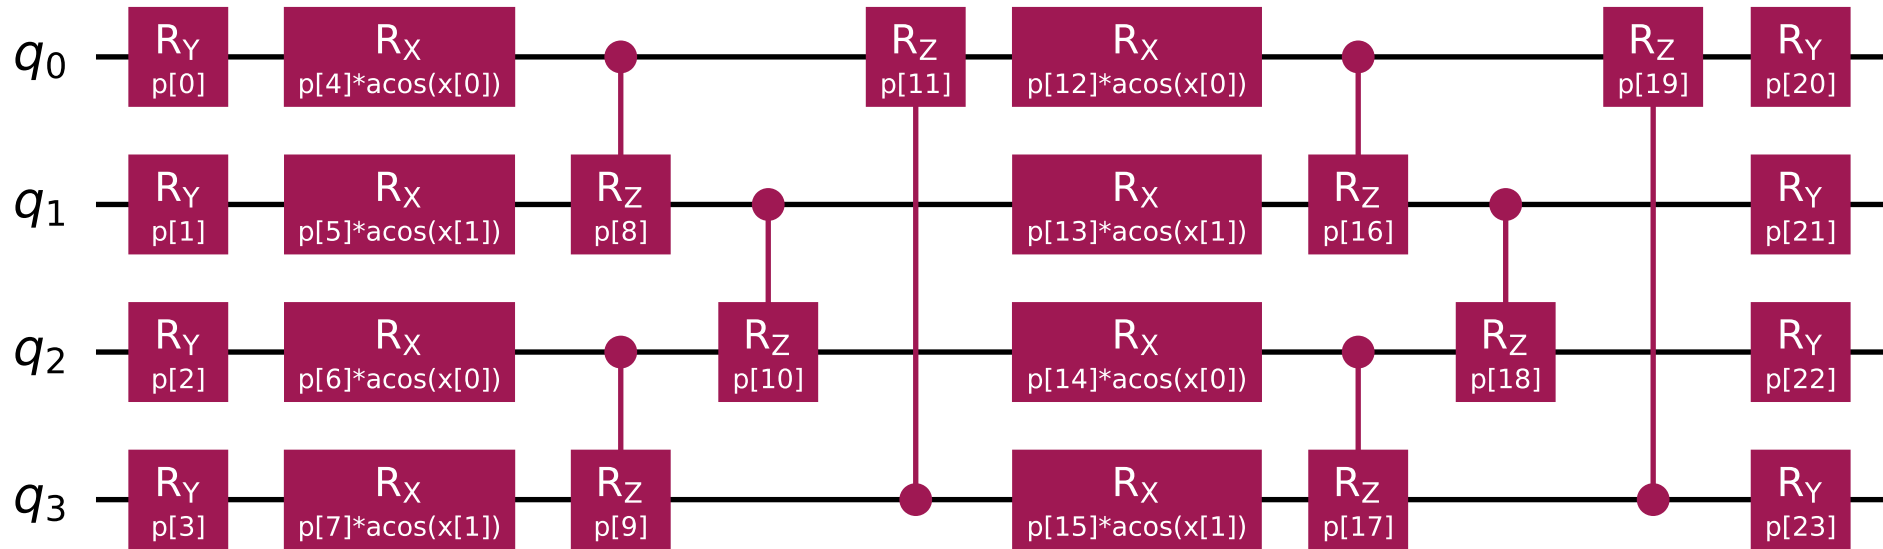 q0 RY RX RZ RX RZ RY
p[0] p[4]*acos(x[0]) p[11] p[12]*acos(x[0]) p[19] p[20]
q1 RY RX RZ RX RZ RY
p[1] p[5]*acos(x[1]) p[8] p[13]*acos(x[1]) p[16] p[21]
q2 RY RX RZ RX RZ RY
p[2] p[6]*acos(x[0]) p[10] p[14]*acos(x[0]) p[18] p[22]
q3 RY RX RZ RX RZ RY
p[3] p[7]*acos(x[1]) p[9] p[15]*acos(x[1]) p[17] p[23]